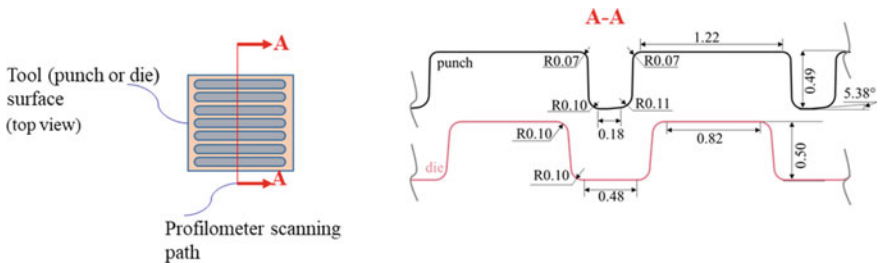 A
Tool (punch or die)
surface
(top view)
A
Profilometer scanning
path
A-A
1.22
punch
R0.07
R0.07
0.49
5.38°
R0.10
R0.11
0.18
R0.10
0.82
0.50
die
R0.10
0.48